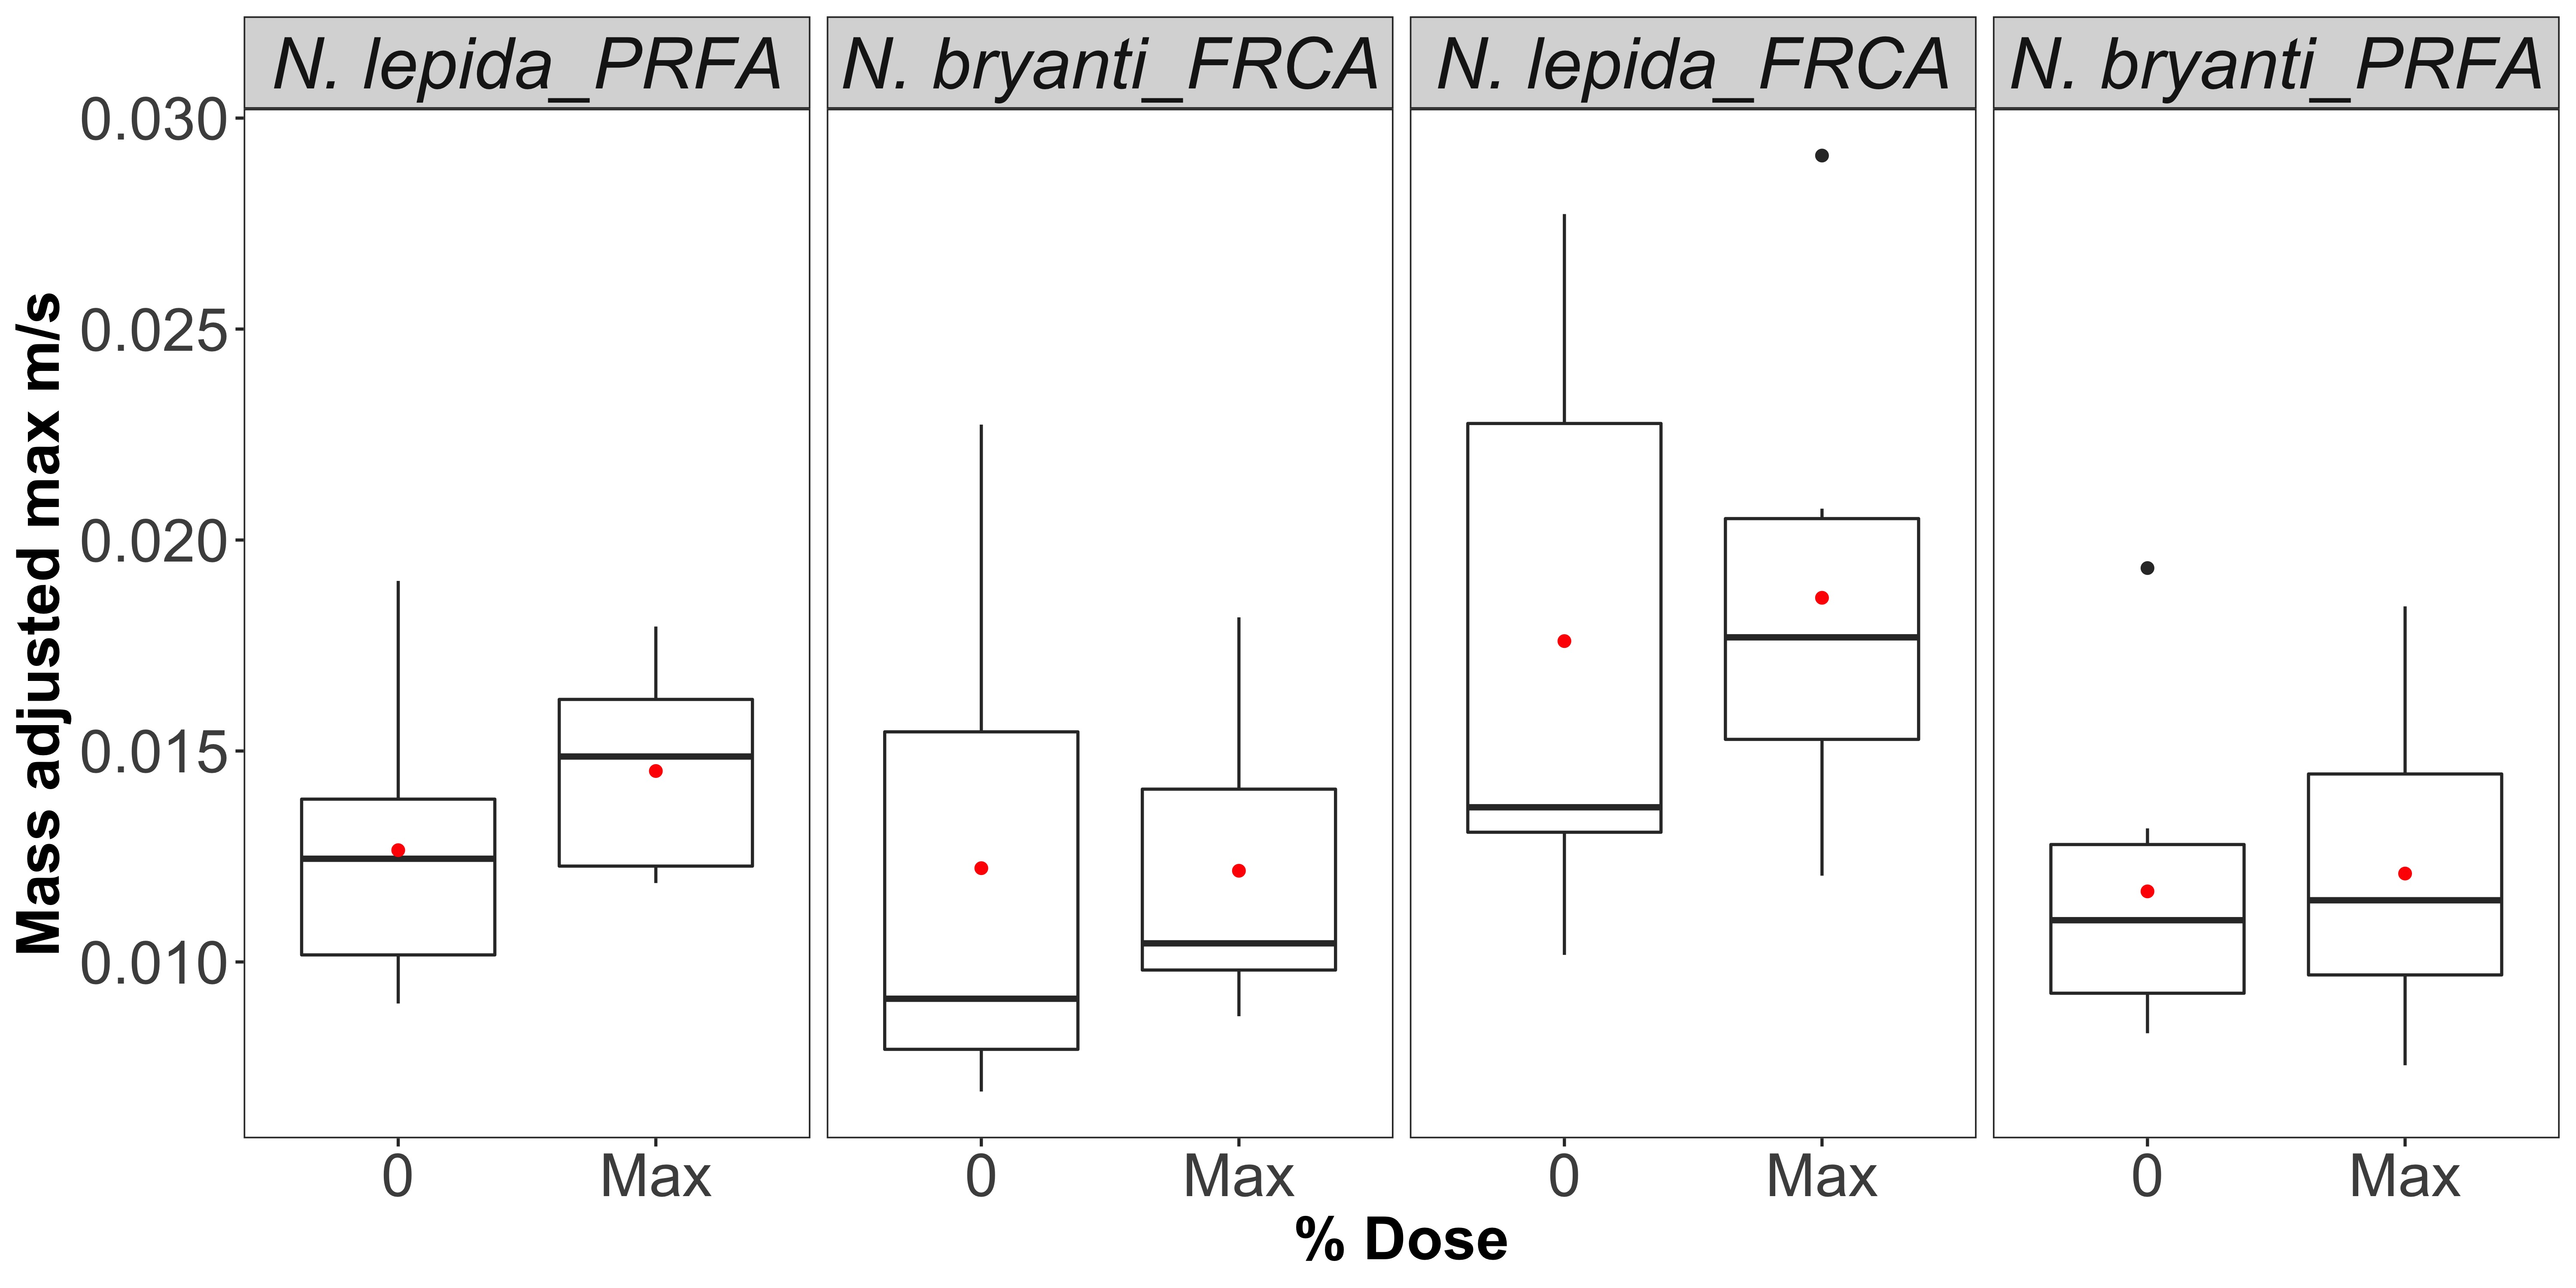 N. lepida_PRFA
N. bryanti_FRCA
N. lepida_FRCA
N. bryanti_PRFA
Mass adjusted max m/s
0.030
0.025
0.020
0.015
0.010
0
Max
0
Max
0
Max
0
Max
% Dose